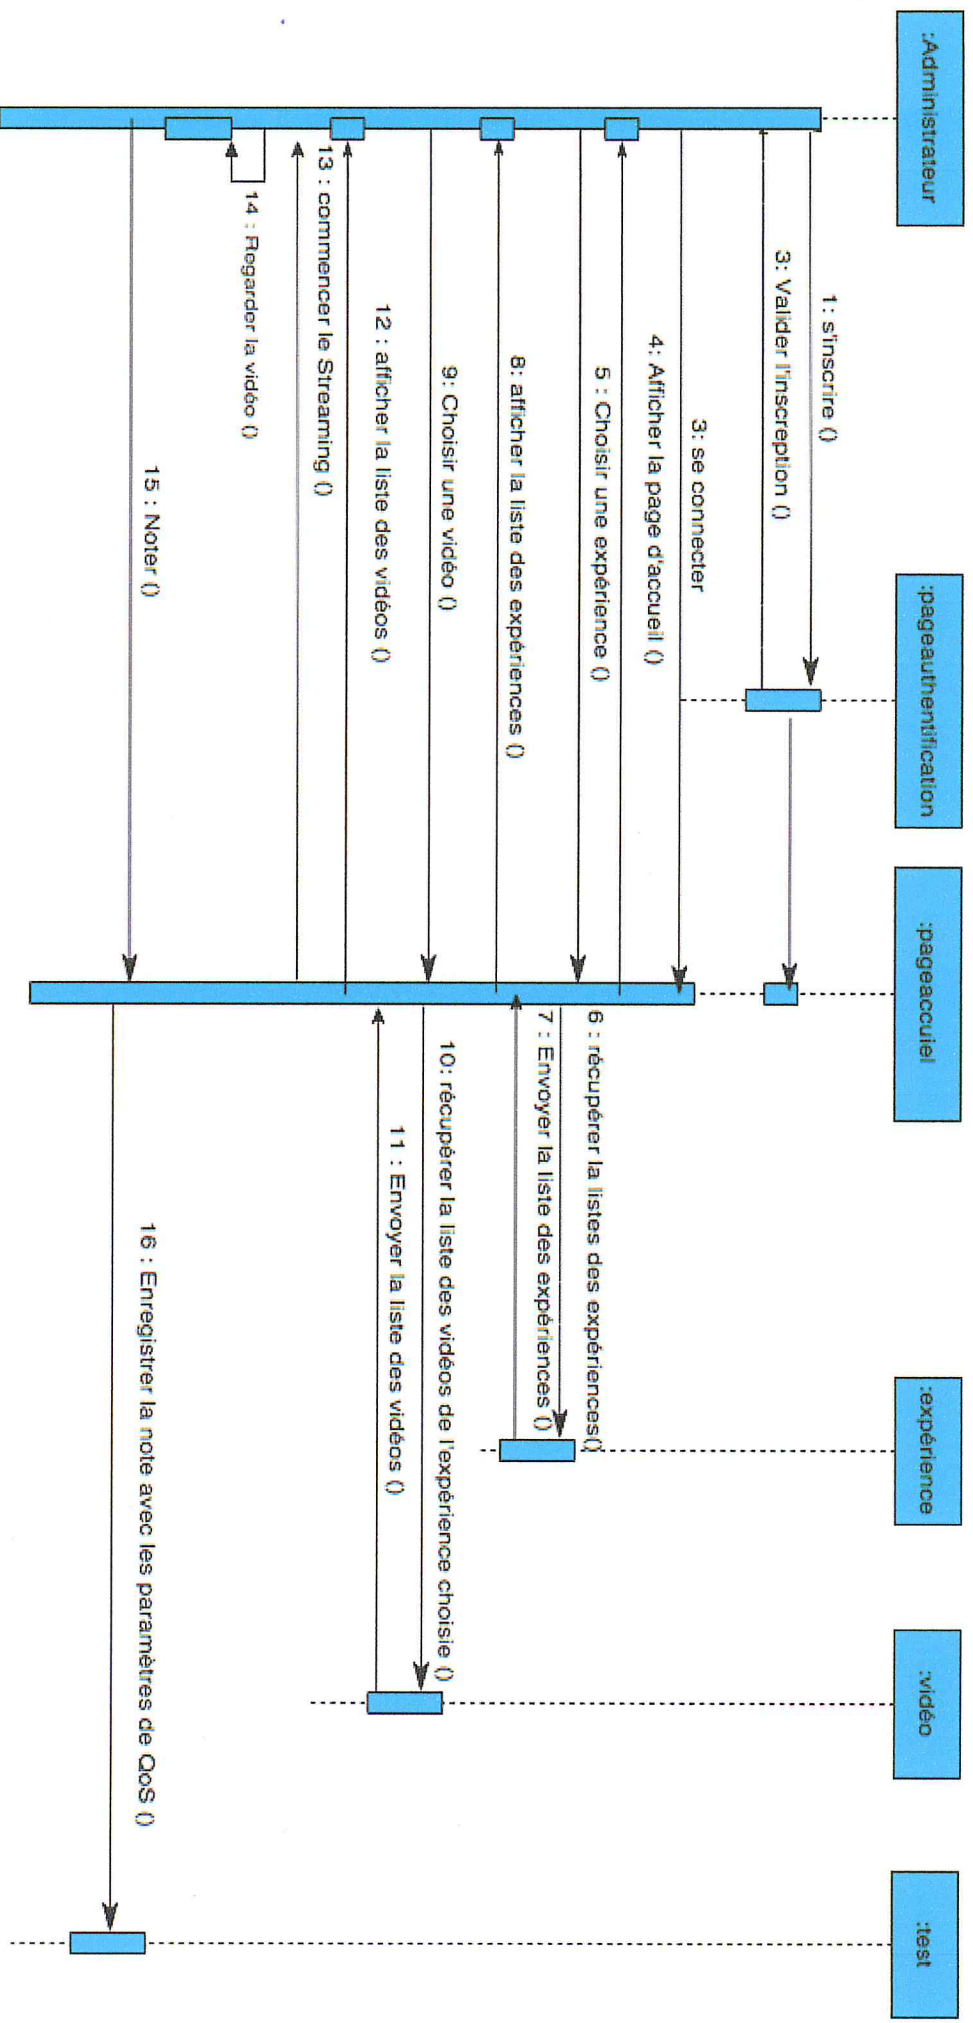 :Administrateur
:pageauthentification
:pageaccuiel
:expérience
:vidéo
:test
1: s'inscrire ()
3: Valider l'inscreption ()
3: se connecter
4: Afficher la page d'accueil ()
5 : Choisir une expérience ()
6 : récupérer la listes des expériences()
7 : Envoyer la liste des expériences ()
8: afficher la liste des expériences ()
9: Choisir une vidéo ()
10: récupérer la liste des vidéos de l'expérience choisie ()
11 : Envoyer la liste des vidéos ()
12 : afficher la liste des vidéos ()
13 : commencer le Streaming ()
14 : Regarder la vidéo ()
15 : Noter ()
16 : Enregistrer la note avec les paramètres de QoS ()